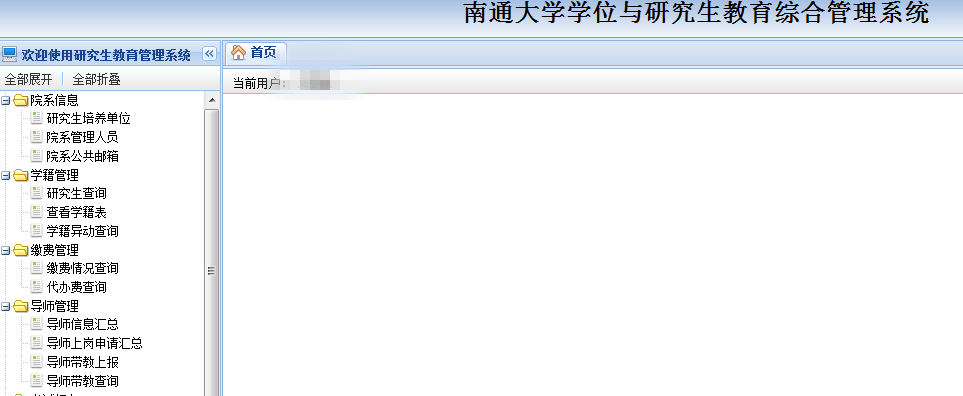 南通大学学位与研究生教育综合管理系统
欢迎使用研究生教育管理系统
首页
全部展开 全部折叠
当前用户:
院系信息
研究生培养单位
院系管理人员
院系公共邮箱
学籍管理
研究生查询
查看学籍表
学籍异动查询
缴费管理
缴费情况查询
代办费查询
导师管理
导师信息汇总
导师上岗申请汇总
导师带教上报
导师带教查询